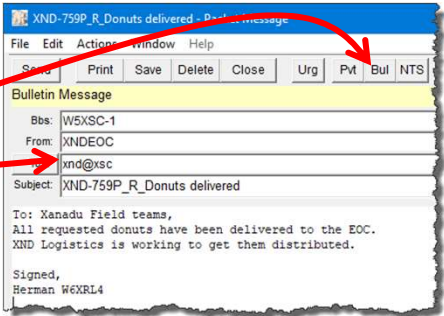 XND-759P_R_Donuts delivered - Packet Message
File Edit Actions Window Help
Send Print Save Delete Close Urg Pvt Bul NTS
Bulletin Message
Bbs: W5XSC-1
From: XNDEOC
xnd@xsc
Subject: XND-759P_R_Donuts delivered
To: Xanadu Field teams,
All requested donuts have been delivered to the EOC.
XND Logistics is working to get them distributed.
Signed,
Herman W6XRL4